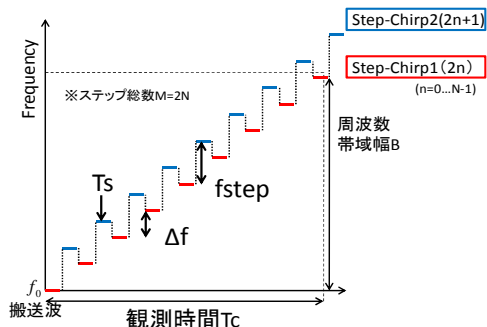 Step-Chirp2(2n+1)
Step-Chirp1(2n)
(n=0...N-1)
Frequency
※ステップ総数M=2N
周波数
帯域幅B
Ts
fstep
Δf
f0
搬送波
観測時間Tc